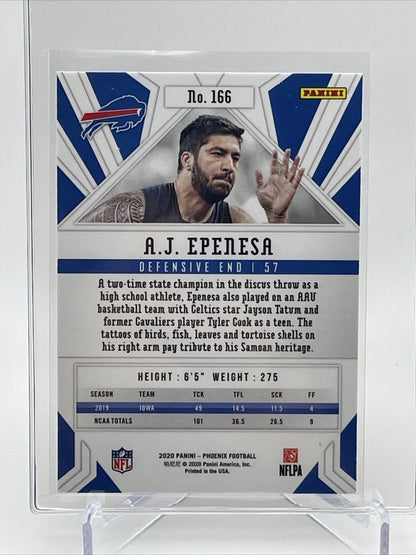 No. 166
PANINI
A.J. EPENESA
DEFENSIVE END | 57
A two-time state champion in the discus throw as a
high school athlete, Epenesa also played on an AAU
basketball team with Celtics star Jayson Tatum and
former Cavaliers player Tyler Cook as a teen. The
tattoos of birds, fish, leaves and tortoise shells on
his right arm pay tribute to his Samoan heritage.
HEIGHT : 6'5" WEIGHT : 275
SEASON TEAM TCK TFL SCK FF
2019 IOWA 49 14.5 11.5 4
NCAA TOTALS 101 36.5 26.5 9
NFL
2020 PANINI - PHOENIX FOOTBALL
帕尼尼 © 2020 Panini America, Inc.
Printed in the USA.
NFLPA